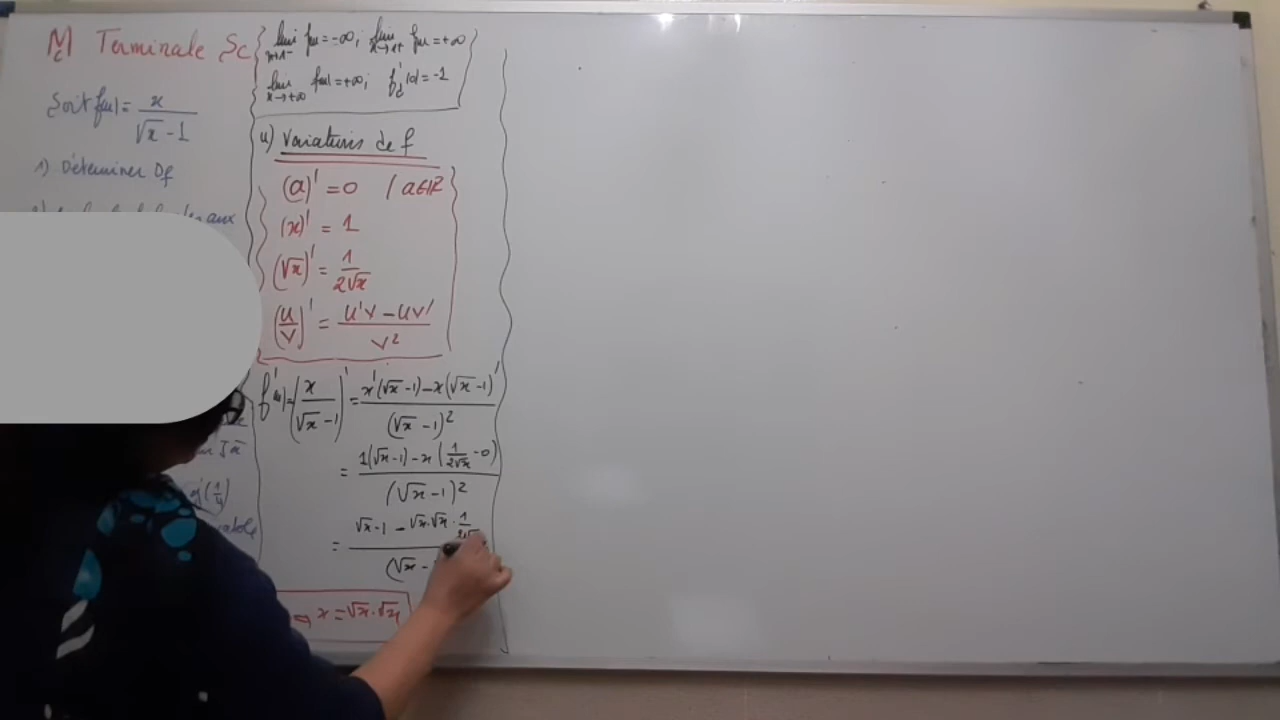 Mc Terminale Sc
Soit f(x) = x / (√x - 1)
1) Déterminer Df
aux
lim f(x) = -∞ ; lim f(x) = +∞
x→1⁻ x→1⁺
lim f(x) = +∞ ; f'd(0) = -1
x→+∞
4) Variations de f
(a)' = 0 / a∈ℝ
(x)' = 1
(√x)' = 1 / 2√x
(u/v)' = (u'v - uv') / v²
f'(x) = (x / (√x - 1))' = (x'(√x - 1) - x(√x - 1)') / (√x - 1)²
= (1(√x - 1) - x(1/2√x - 0)) / (√x - 1)²
= (√x - 1 - √x·√x · 1/2√x) / (√x -
⇒ x = √x·√x